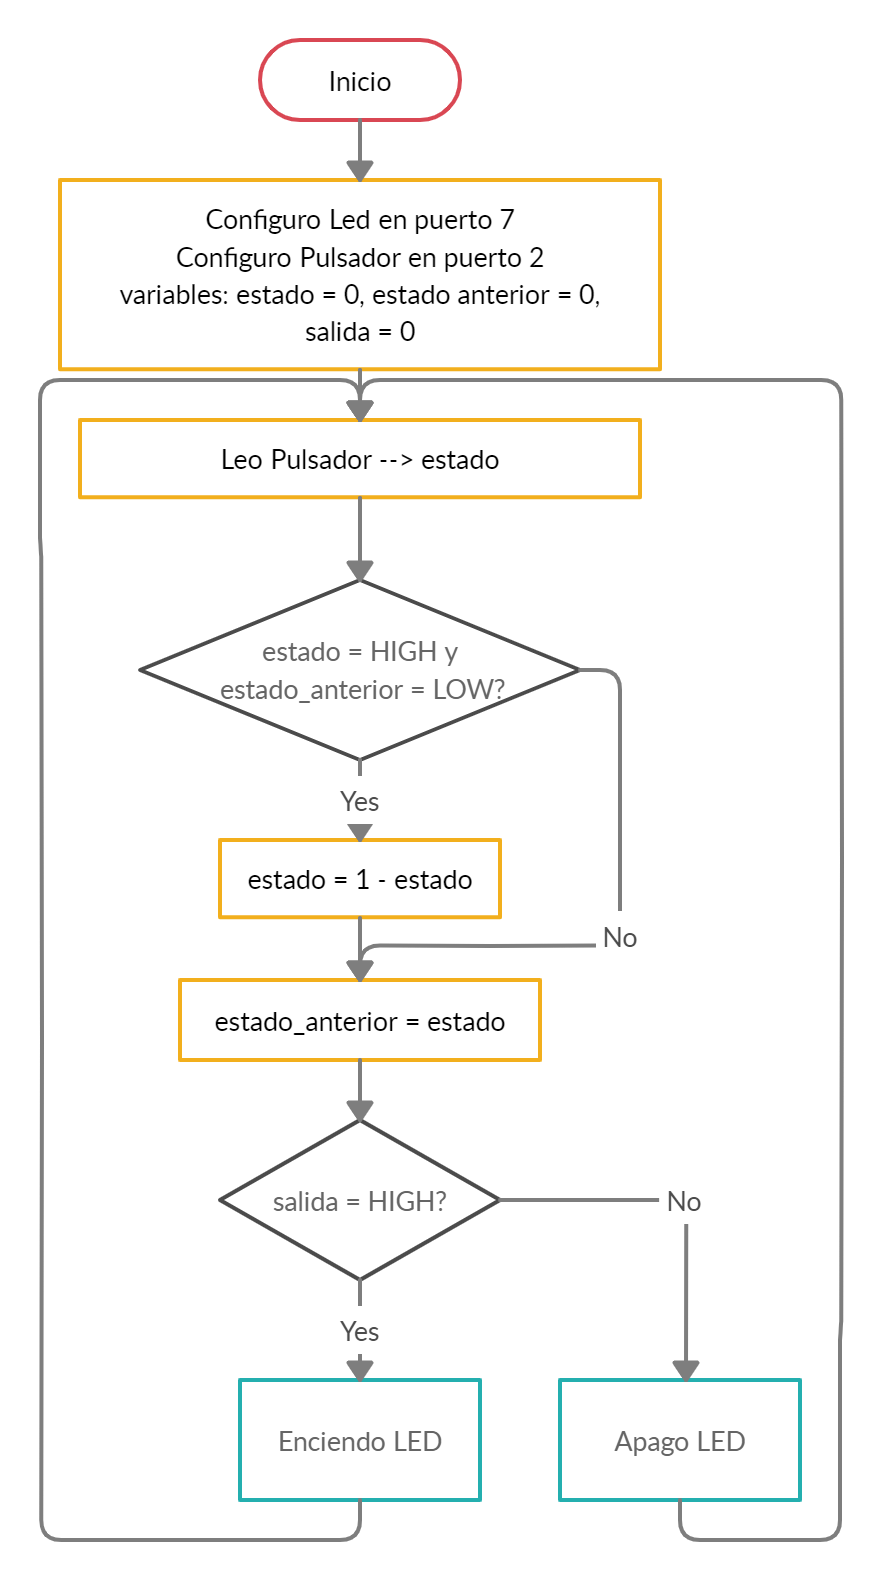 Inicio
Configuro Led en puerto 7
Configuro Pulsador en puerto 2
variables: estado = 0, estado anterior = 0,
salida = 0
Leo Pulsador --> estado
estado = HIGH y
estado_anterior = LOW?
Yes
estado = 1 - estado
No
estado_anterior = estado
salida = HIGH?
No
Yes
Enciendo LED
Apago LED